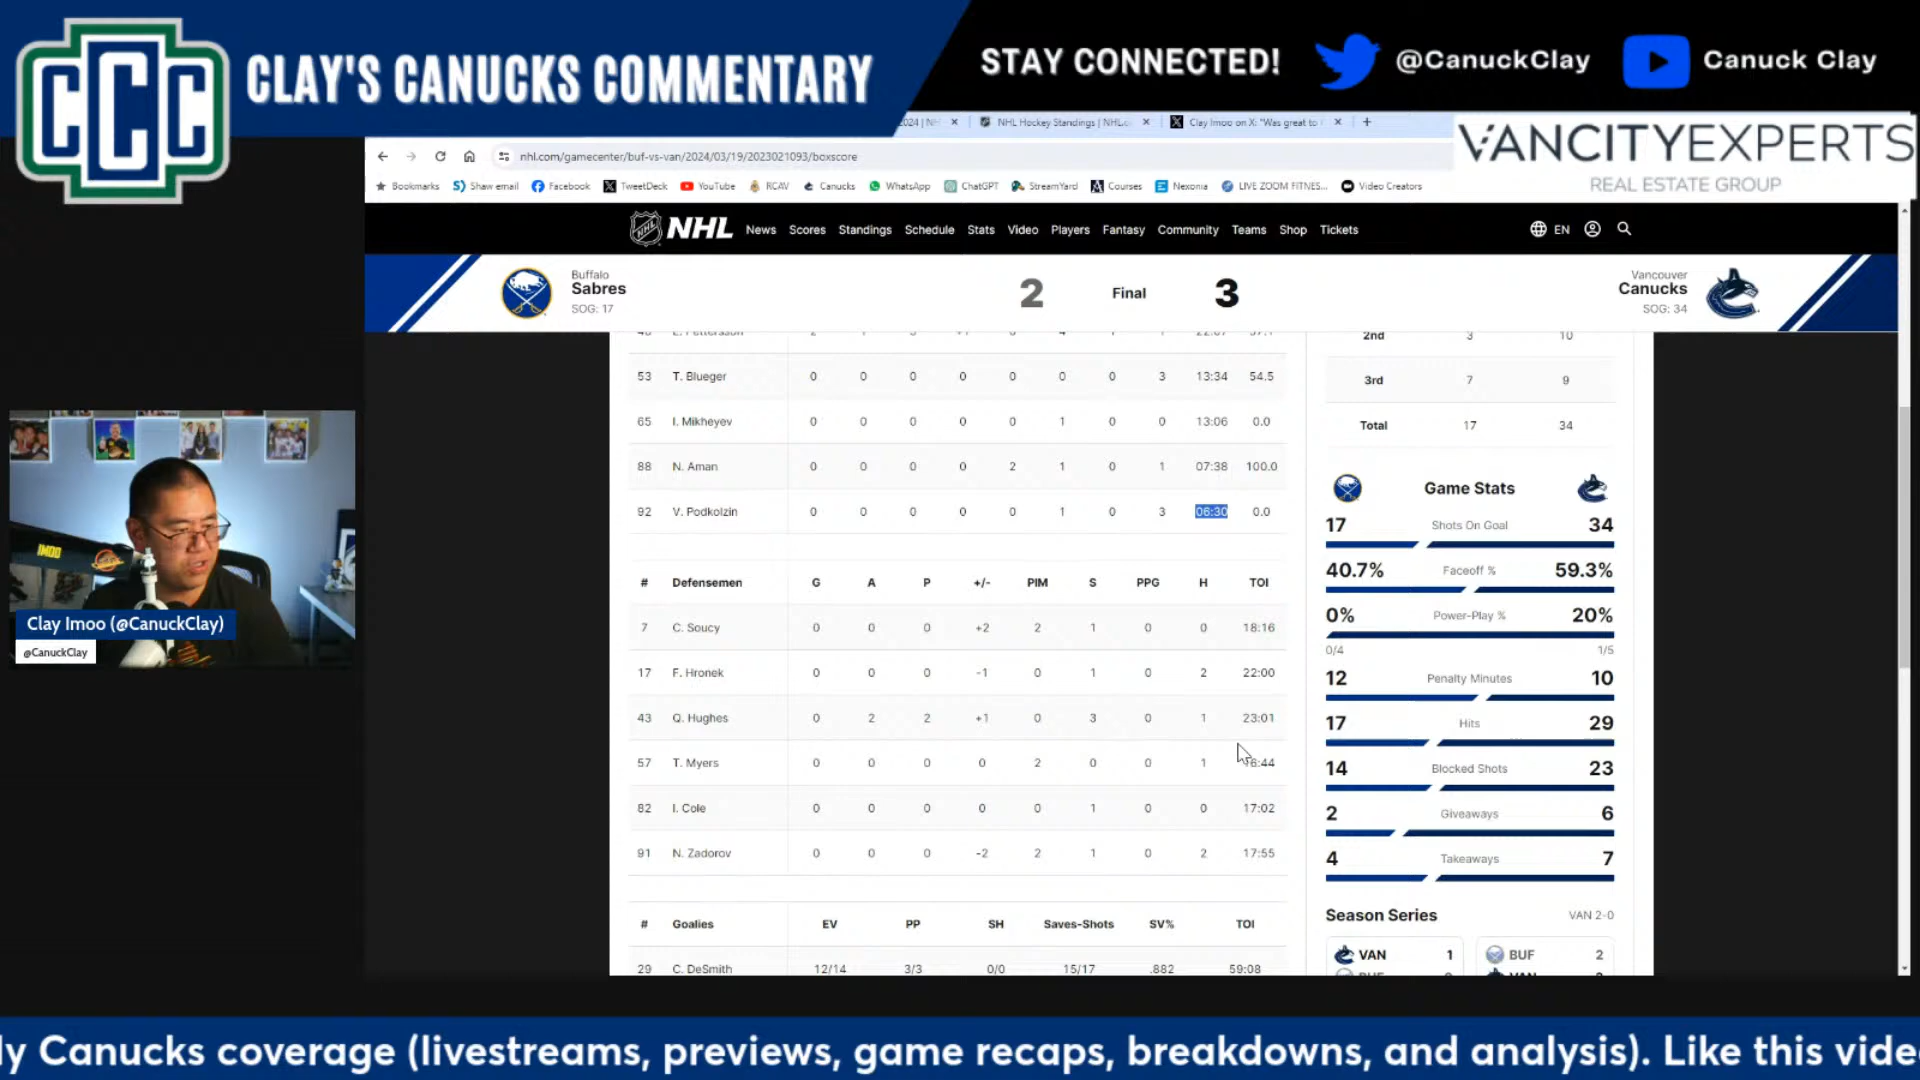 CCC
CLAY'S CANUCKS COMMENTARY
STAY CONNECTED!
@CanuckClay
Canuck Clay
2024 | NH
NHL Hockey Standings | NHL.c
Clay Imoo on X: "Was great to
VANCITYEXPERTS
REAL ESTATE GROUP
nhl.com/gamecenter/buf-vs-van/2024/03/19/2023021093/boxscore
Bookmarks Shaw email Facebook TweetDeck YouTube RCAV Canucks WhatsApp ChatGPT StreamYard Courses Nexonia LIVE ZOOM FITNES... Video Creators
NHL News Scores Standings Schedule Stats Video Players Fantasy Community Teams Shop Tickets EN
Buffalo
Sabres
SOG: 17
2 Final 3
Vancouver
Canucks
SOG: 34
53 T. Blueger 0 0 0 0 0 0 0 3 13:34 54.5
65 I. Mikheyev 0 0 0 0 0 1 0 0 13:06 0.0
88 N. Aman 0 0 0 0 2 1 0 1 07:38 100.0
92 V. Podkolzin 0 0 0 0 0 1 0 3 06:30 0.0
# Defensemen G A P +/- PIM S PPG H TOI
7 C. Soucy 0 0 0 +2 2 1 0 0 18:16
17 F. Hronek 0 0 0 -1 0 1 0 2 22:00
43 Q. Hughes 0 2 2 +1 0 3 0 1 23:01
57 T. Myers 0 0 0 0 2 0 0 1 :44
82 I. Cole 0 0 0 0 0 1 0 0 17:02
91 N. Zadorov 0 0 0 -2 2 1 0 2 17:55
# Goalies EV PP SH Saves-Shots SV% TOI
29 C. DeSmith 12/14 3/3 0/0 15/17 .882 59:08
2nd 3 10
3rd 7 9
Total 17 34
Game Stats
17 Shots On Goal 34
40.7% Faceoff % 59.3%
0% Power-Play % 20%
0/4 1/5
12 Penalty Minutes 10
17 Hits 29
14 Blocked Shots 23
2 Giveaways 6
4 Takeaways 7
Season Series VAN 2-0
VAN 1
BUF 2
IMOO
Clay Imoo (@CanuckClay)
@CanuckClay
ly Canucks coverage (livestreams, previews, game recaps, breakdowns, and analysis). Like this vide